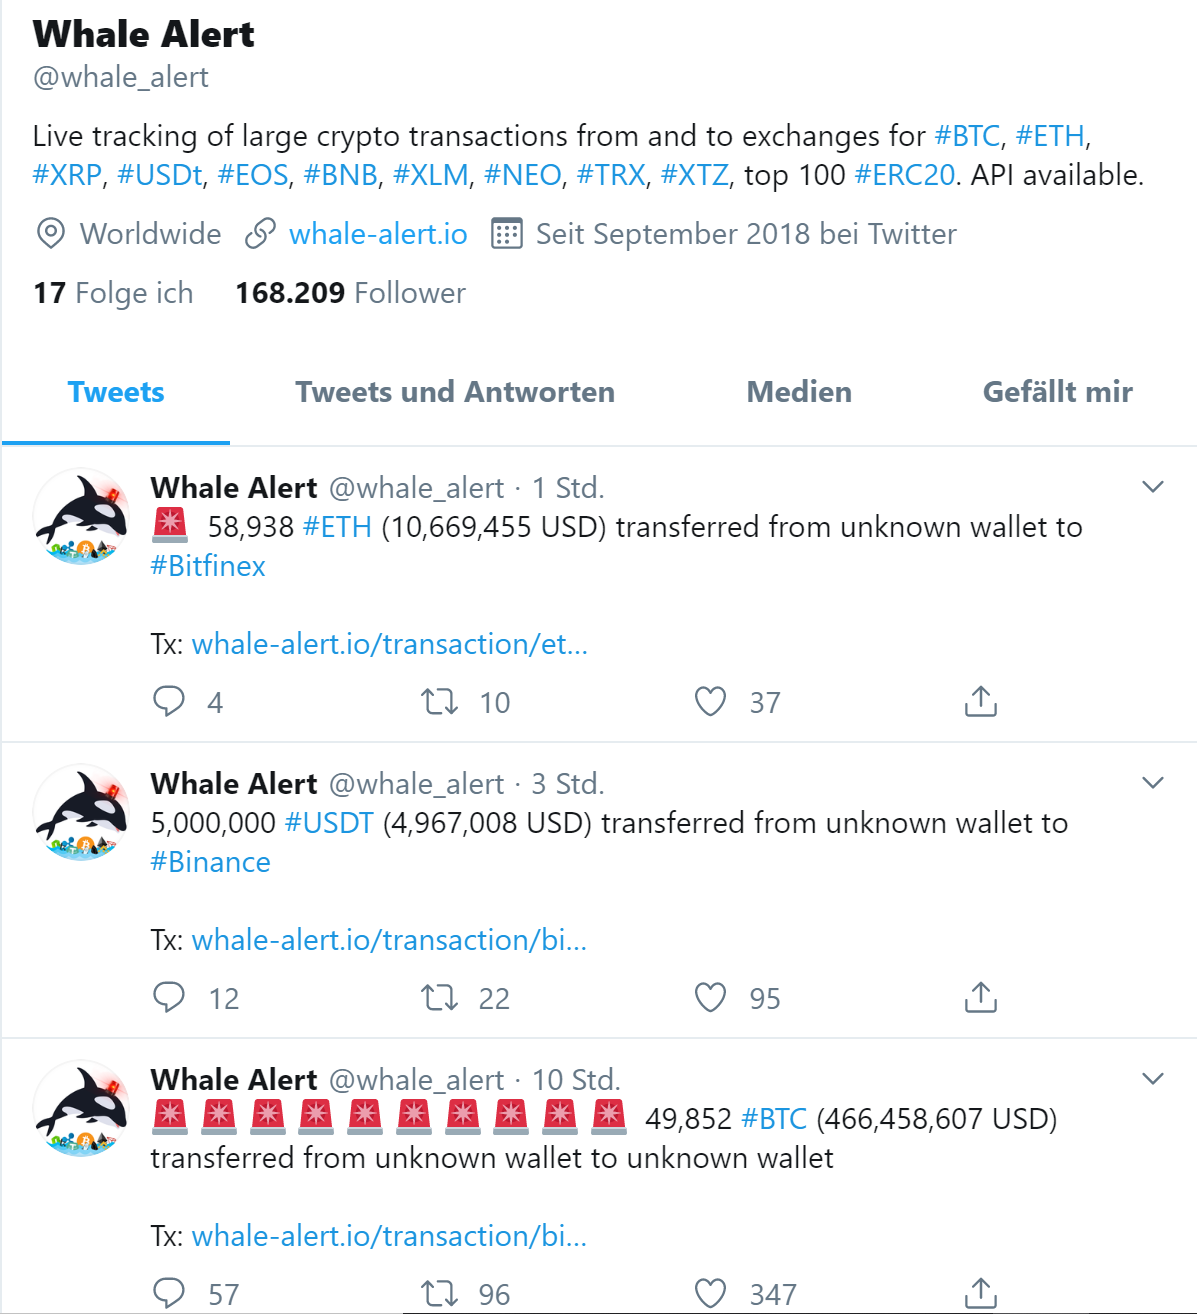 Whale Alert
@whale_alert
Live tracking of large crypto transactions from and to exchanges for #BTC, #ETH,
#XRP, #USDt, #EOS, #BNB, #XLM, #NEO, #TRX, #XTZ, top 100 #ERC20. API available.
Worldwide whale-alert.io Seit September 2018 bei Twitter
17 Folge ich 168.209 Follower
Tweets Tweets und Antworten Medien Gefällt mir
Whale Alert @whale_alert · 1 Std.
🚨 58,938 #ETH (10,669,455 USD) transferred from unknown wallet to
#Bitfinex
Tx: whale-alert.io/transaction/et…
4 10 37
Whale Alert @whale_alert · 3 Std.
5,000,000 #USDT (4,967,008 USD) transferred from unknown wallet to
#Binance
Tx: whale-alert.io/transaction/bi…
12 22 95
Whale Alert @whale_alert · 10 Std.
🚨 🚨 🚨 🚨 🚨 🚨 🚨 🚨 🚨 🚨 49,852 #BTC (466,458,607 USD)
transferred from unknown wallet to unknown wallet
Tx: whale-alert.io/transaction/bi…
57 96 347